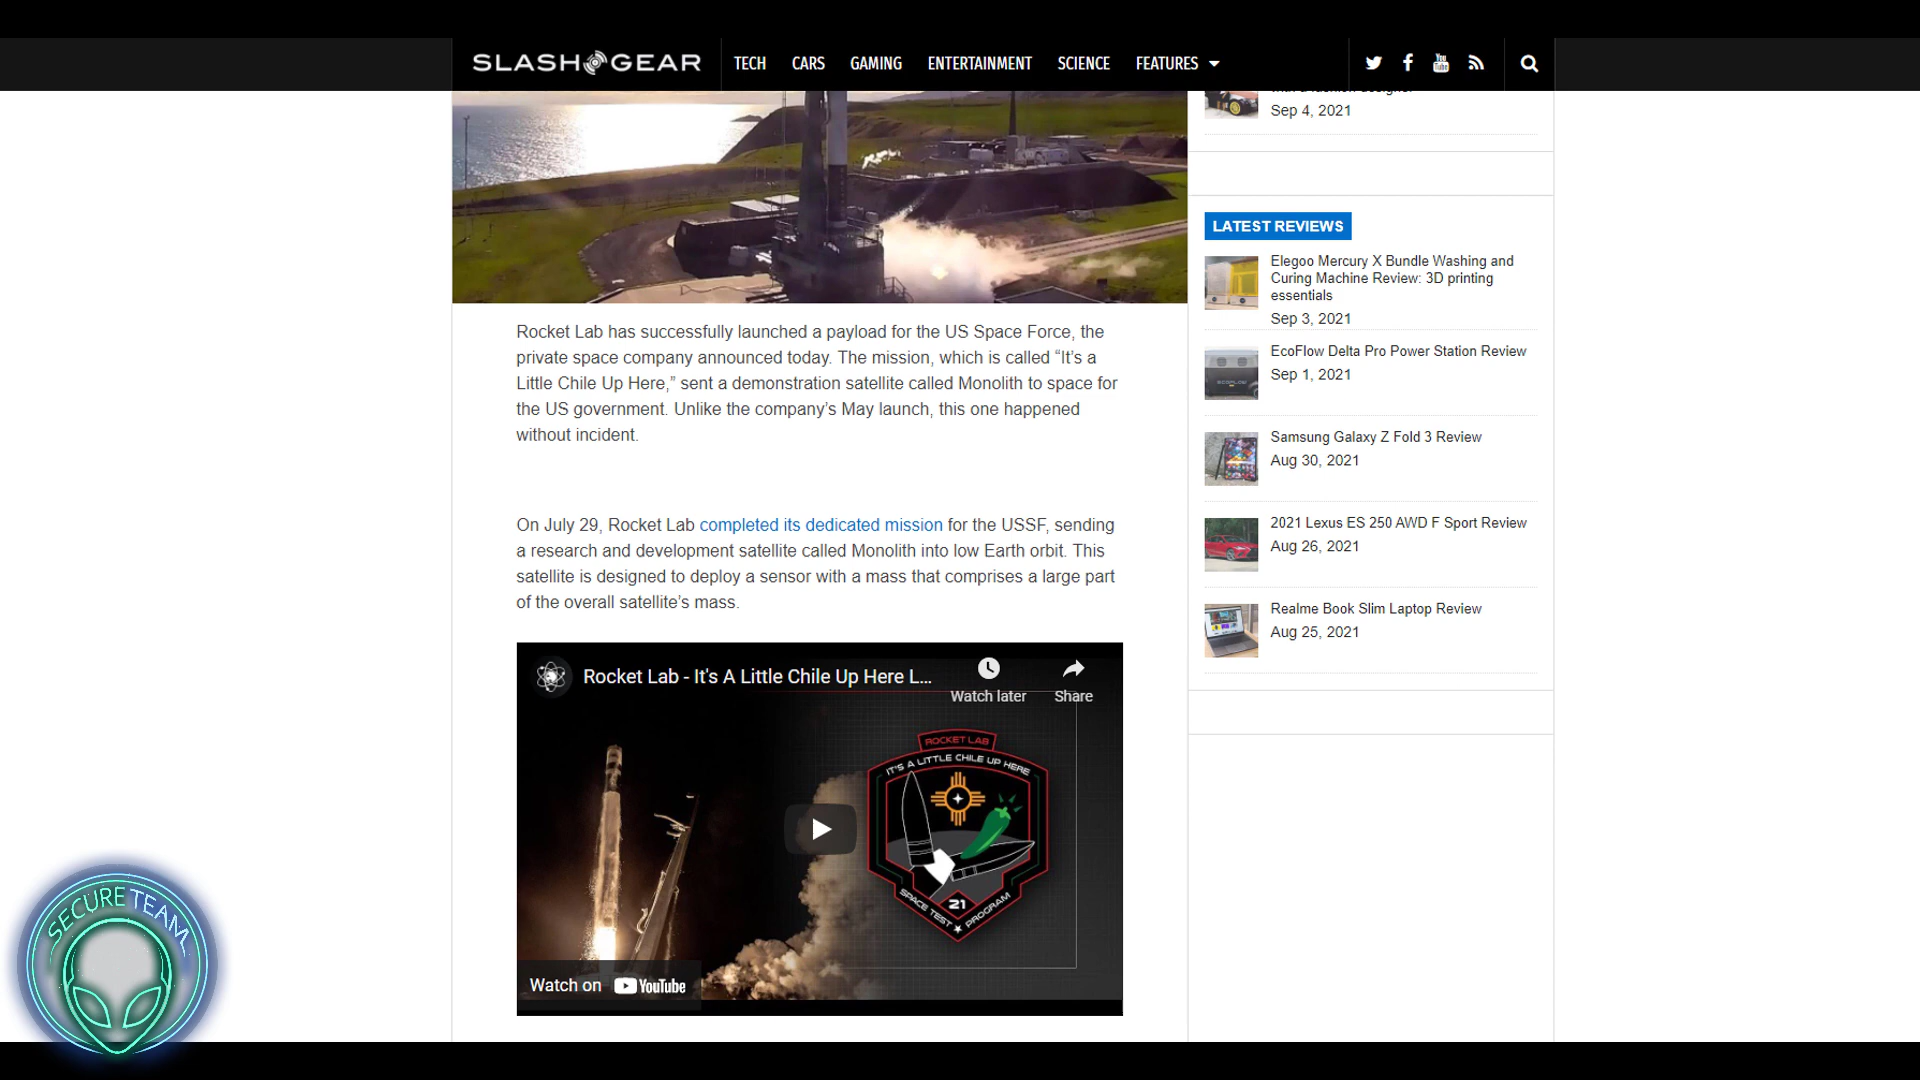 SLASHGEAR
TECH
CARS
GAMING
ENTERTAINMENT
SCIENCE
FEATURES
You
Tube
Sep 4, 2021
LATEST REVIEWS
Elegoo Mercury X Bundle Washing and
Curing Machine Review: 3D printing
essentials
Sep 3, 2021
EcoFlow Delta Pro Power Station Review
Sep 1, 2021
Samsung Galaxy Z Fold 3 Review
Aug 30, 2021
2021 Lexus ES 250 AWD F Sport Review
Aug 26, 2021
Realme Book Slim Laptop Review
Aug 25, 2021
Rocket Lab has successfully launched a payload for the US Space Force, the
private space company announced today. The mission, which is called “It’s a
Little Chile Up Here,” sent a demonstration satellite called Monolith to space for
the US government. Unlike the company’s May launch, this one happened
without incident.
On July 29, Rocket Lab completed its dedicated mission for the USSF, sending
a research and development satellite called Monolith into low Earth orbit. This
satellite is designed to deploy a sensor with a mass that comprises a large part
of the overall satellite’s mass.
Rocket Lab - It's A Little Chile Up Here L...
Watch later
Share
ROCKET LAB
IT'S A LITTLE CHILE UP HERE
21
SPACE TEST ★ PROGRAM
Watch on YouTube
SECURETEAM